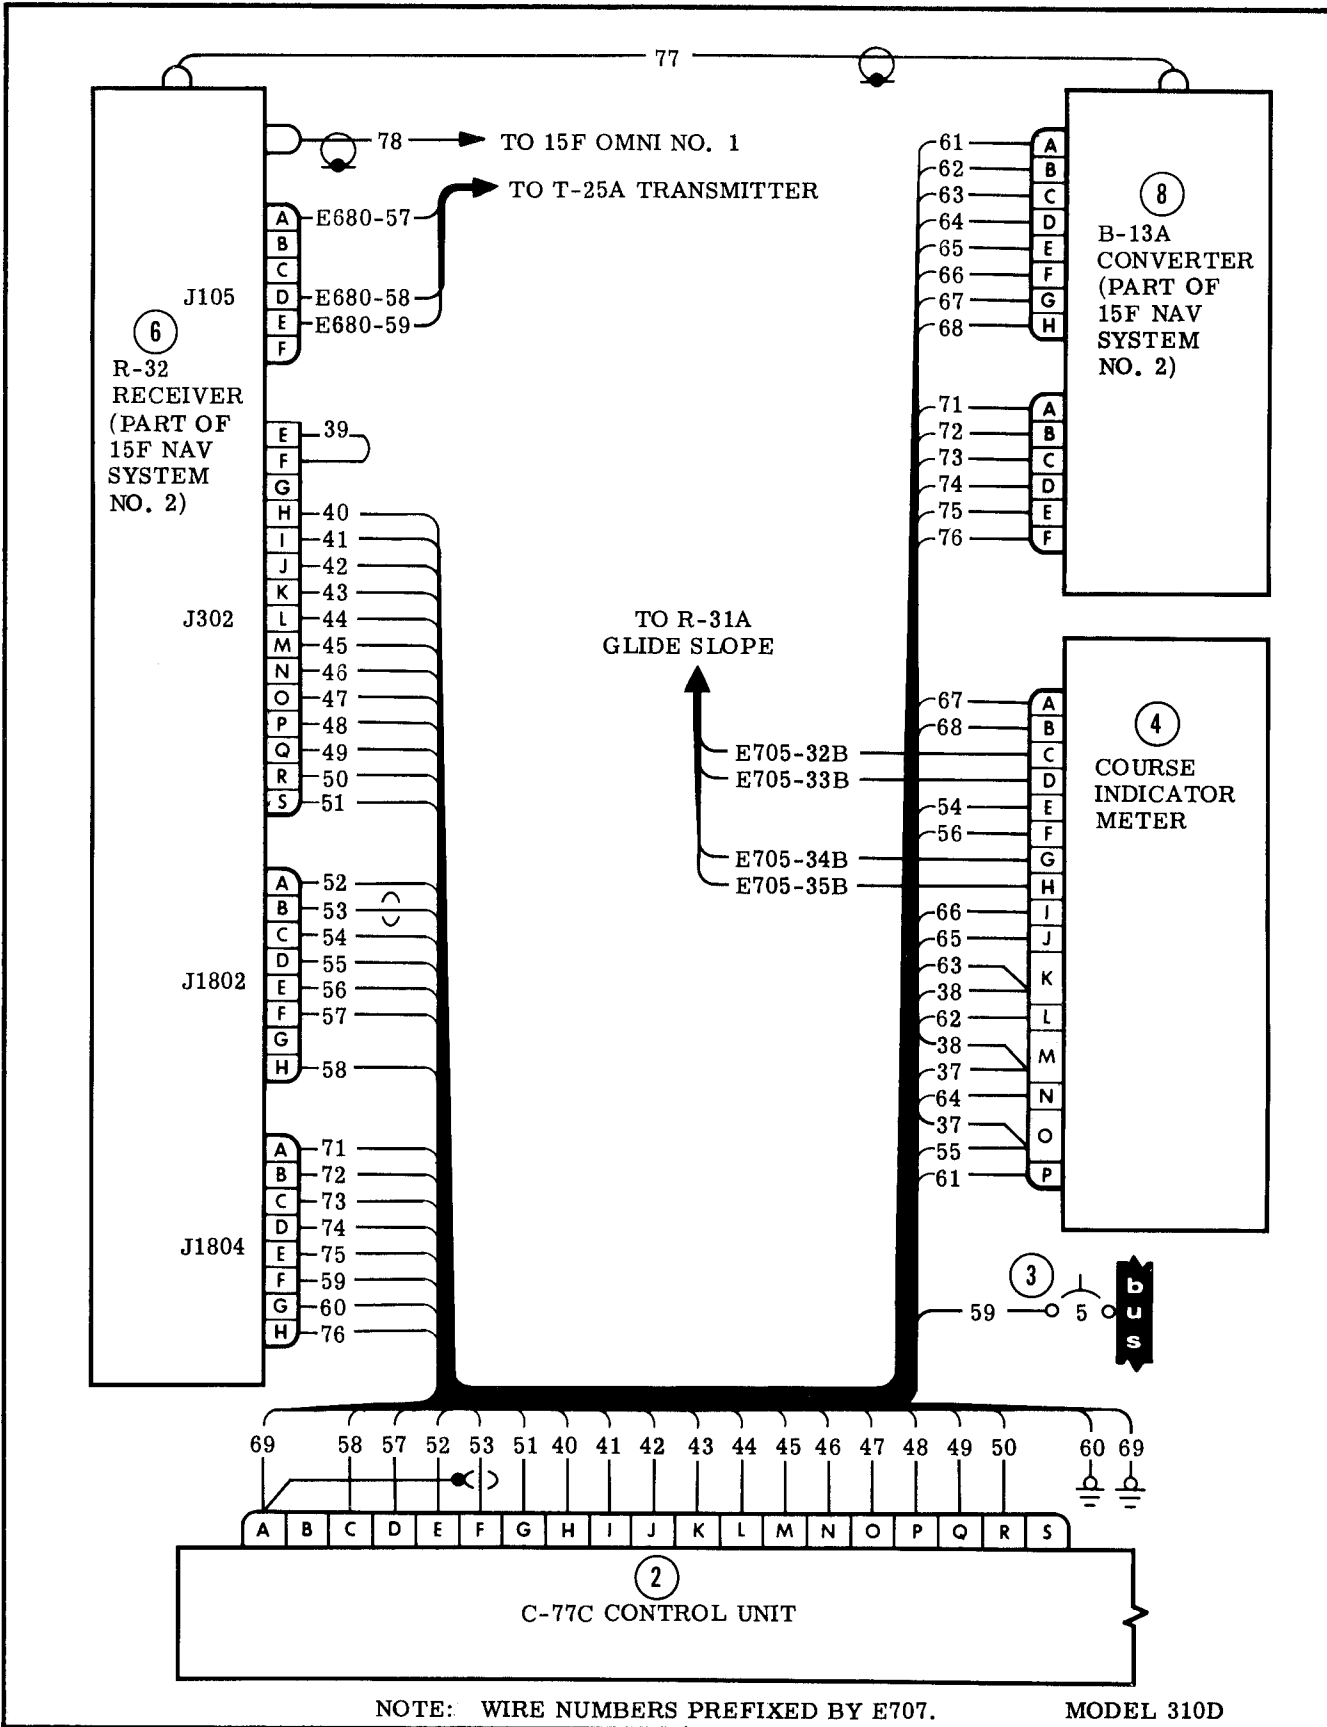 77
78
TO 15F OMNI NO. 1
TO T-25A TRANSMITTER
J105
A E680-57
B
C
D E680-58
E E680-59
F
6
R-32
RECEIVER
(PART OF
15F NAV
SYSTEM
NO. 2)
J302
E 39
F
G
H 40
I 41
J 42
K 43
L 44
M 45
N 46
O 47
P 48
Q 49
R 50
S 51
J1802
A 52
B 53
C 54
D 55
E 56
F 57
G
H 58
J1804
A 71
B 72
C 73
D 74
E 75
F 59
G 60
H 76
TO R-31A
GLIDE SLOPE
E705-32B
E705-33B
E705-34B
E705-35B
61 A
62 B
63 C
64 D
65 E
66 F
67 G
68 H
71 A
72 B
73 C
74 D
75 E
76 F
8
B-13A
CONVERTER
(PART OF
15F NAV
SYSTEM
NO. 2)
67 A
68 B
C
D
54 E
56 F
G
H
66 I
65 J
63
K
38
62 L
38
M
37
64 N
37
O
55
61 P
4
COURSE
INDICATOR
METER
3
59 5
bus
69 58 57 52 53 51 40 41 42 43 44 45 46 47 48 49 50 60 69
A B C D E F G H I J K L M N O P Q R S
2
C-77C CONTROL UNIT
NOTE: WIRE NUMBERS PREFIXED BY E707.
MODEL 310D